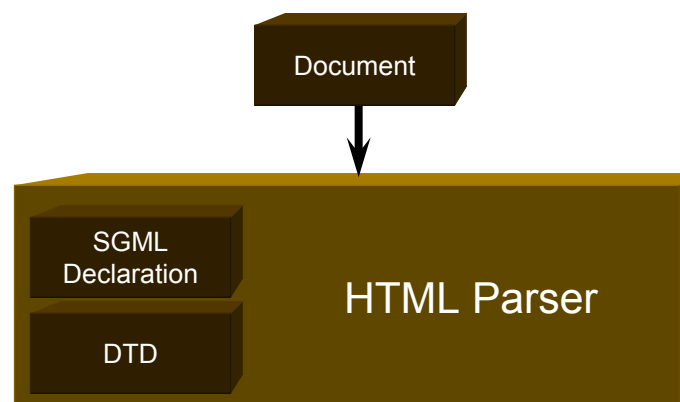 Document
SGML
Declaration
HTML Parser
DTD